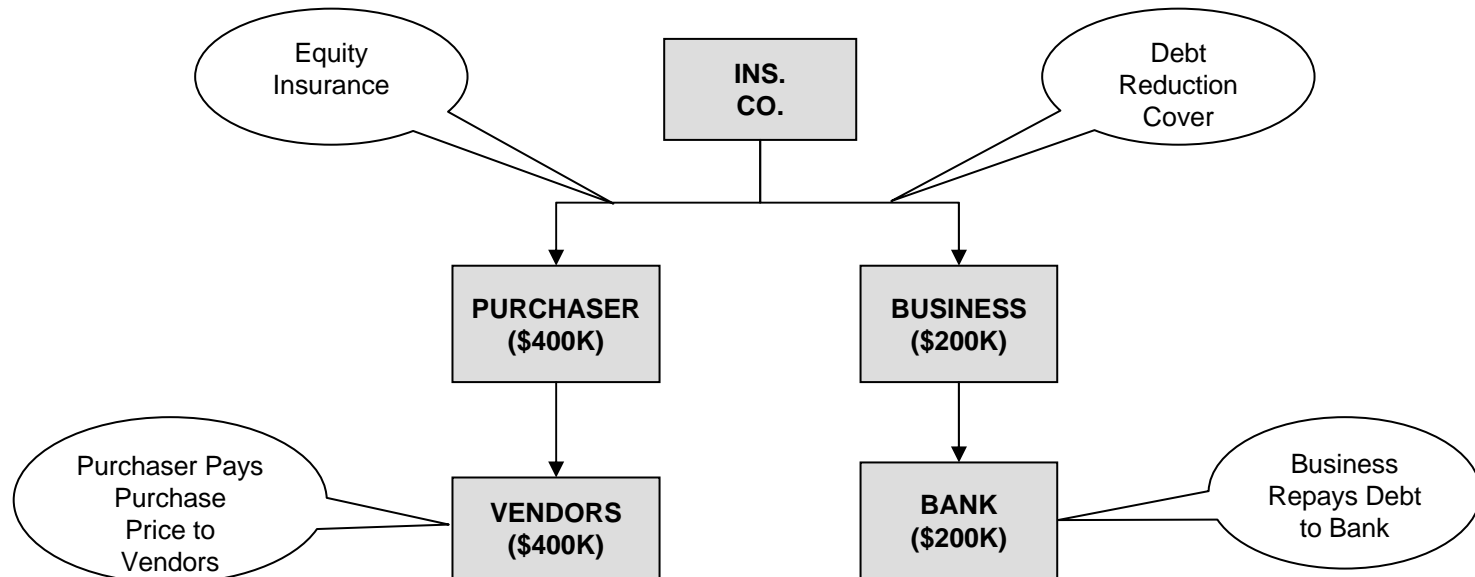 Equity
Insurance
INS.
CO.
Debt
Reduction
Cover
PURCHASER
($400K)
BUSINESS
($200K)
Purchaser Pays
Purchase
Price to
Vendors
VENDORS
($400K)
BANK
($200K)
Business
Repays Debt
to Bank